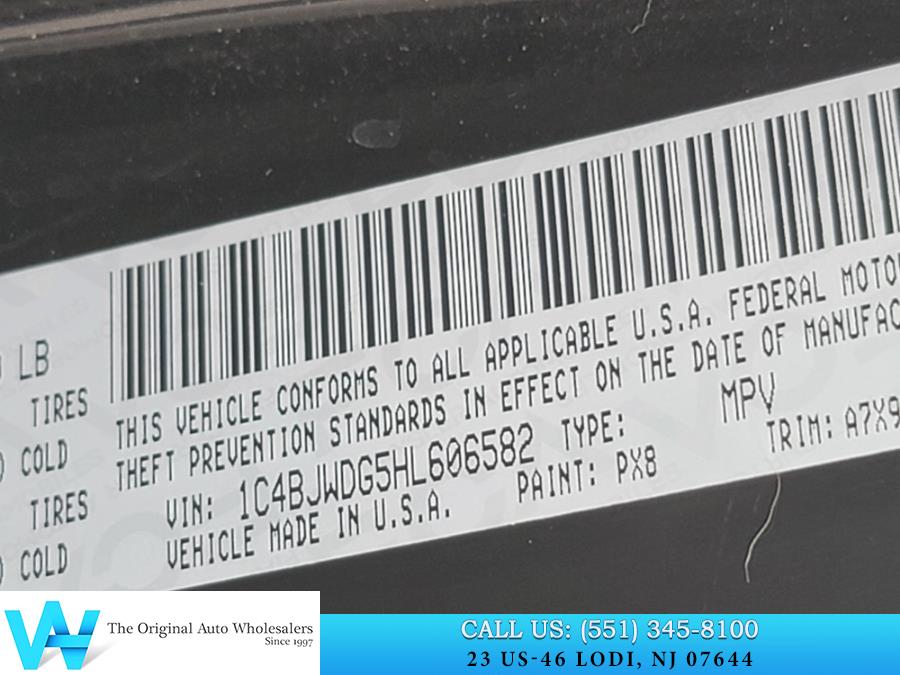 LB
TIRES
COLD
TIRES
COLD
THIS VEHICLE CONFORMS TO ALL APPLICABLE U.S.A. FEDERAL MOTO
THEFT PREVENTION STANDARDS IN EFFECT ON THE DATE OF MANUFAC
VIN: 1C4BJWDG5HL606582 TYPE: MPV
VEHICLE MADE IN U.S.A. PAINT: PX8 TRIM: A7X9
The Original Auto Wholesalers
Since 1997
CALL US: (551) 345-8100
23 US-46 LODI, NJ 07644